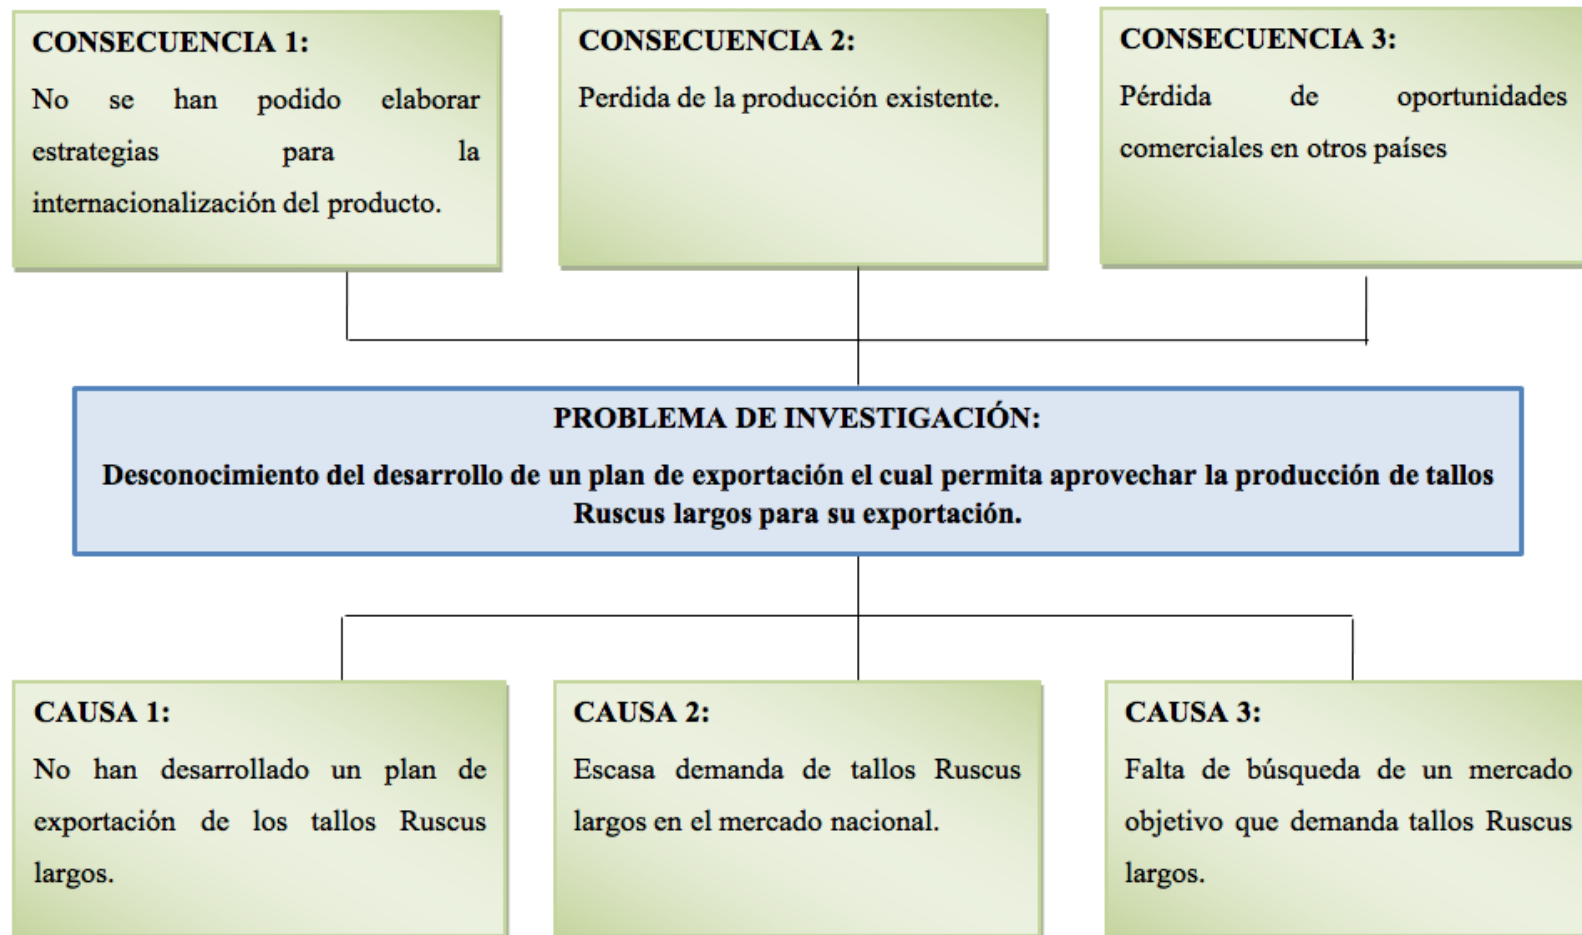 CONSECUENCIA 1:
No se han podido elaborar
estrategias para la
internacionalización del producto.
CONSECUENCIA 2:
Perdida de la producción existente.
CONSECUENCIA 3:
Pérdida de oportunidades
comerciales en otros países
PROBLEMA DE INVESTIGACIÓN:
Desconocimiento del desarrollo de un plan de exportación el cual permita aprovechar la producción de tallos
Ruscus largos para su exportación.
CAUSA 1:
No han desarrollado un plan de
exportación de los tallos Ruscus
largos.
CAUSA 2:
Escasa demanda de tallos Ruscus
largos en el mercado nacional.
CAUSA 3:
Falta de búsqueda de un mercado
objetivo que demanda tallos Ruscus
largos.